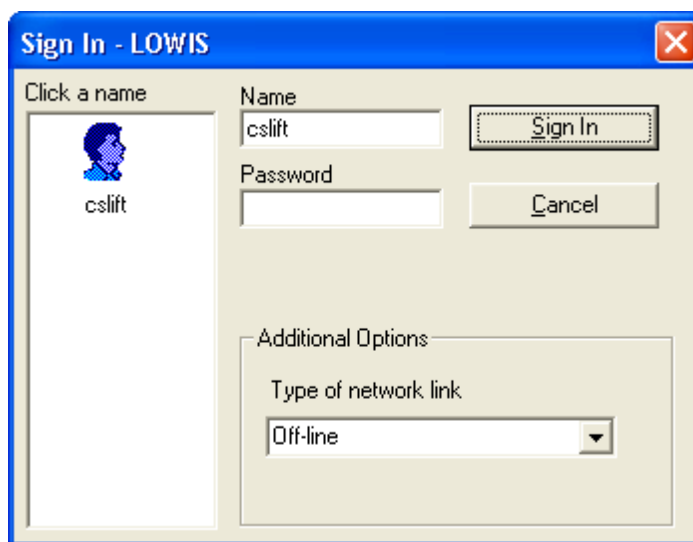 Sign In - LOWIS
Click a name
cslift
Name
cslift
Password
Sign In
Cancel
Additional Options
Type of network link
Off-line